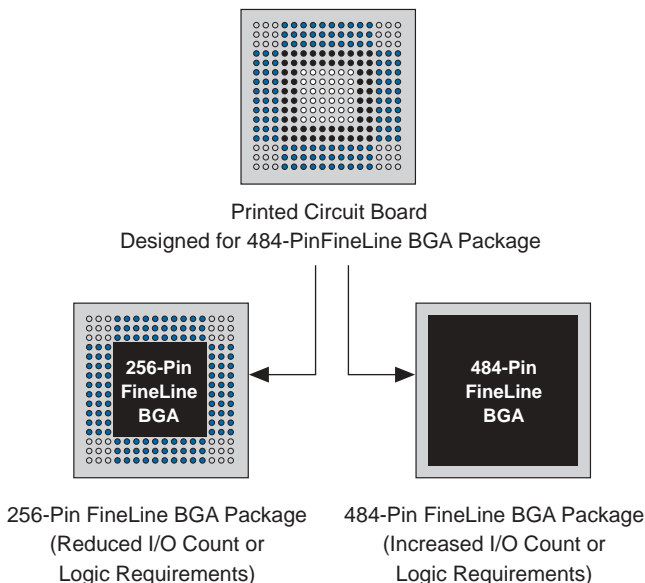 Printed Circuit Board
Designed for 484-PinFineLine BGA Package
256-Pin
FineLine
BGA
484-Pin
FineLine
BGA
256-Pin FineLine BGA Package
(Reduced I/O Count or
Logic Requirements)
484-Pin FineLine BGA Package
(Increased I/O Count or
Logic Requirements)